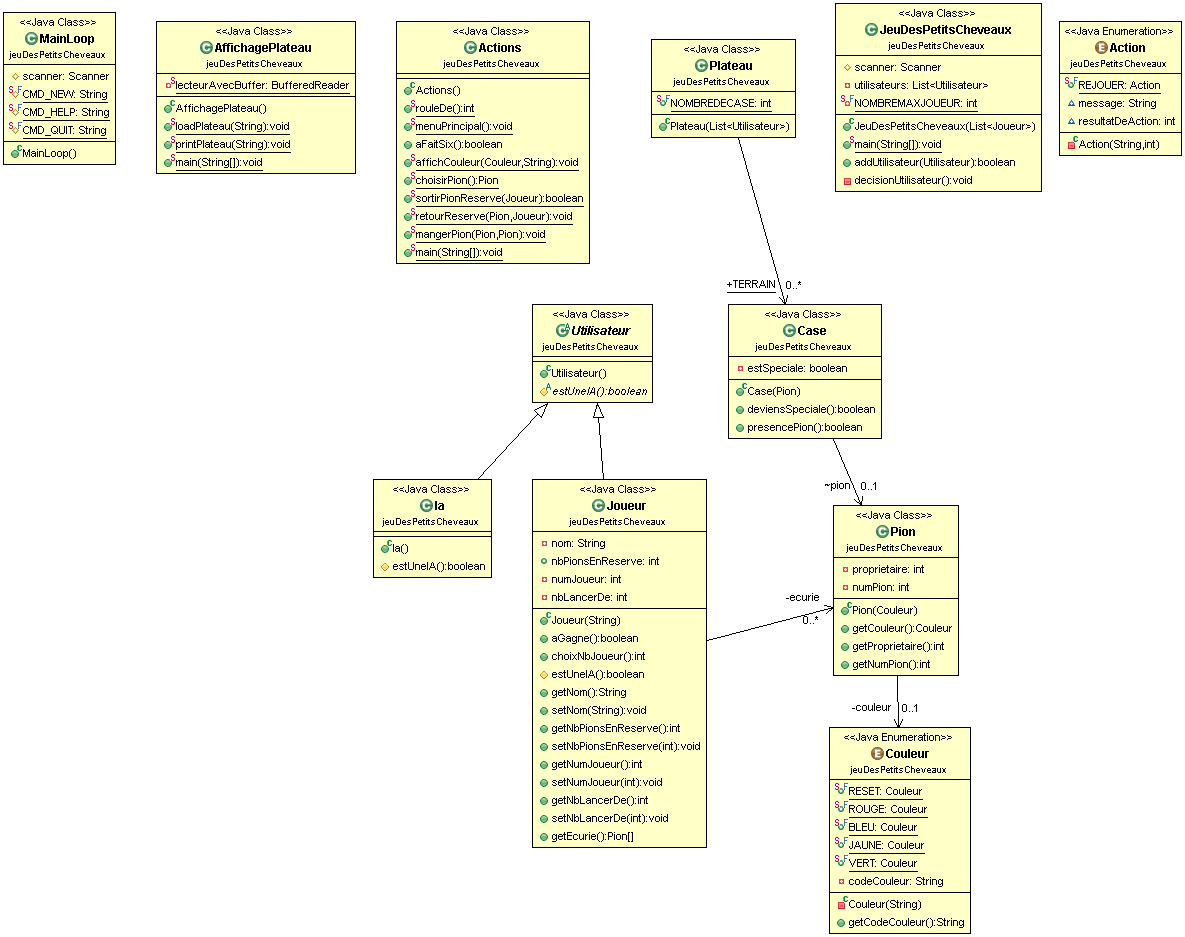 <<Java Class>>
MainLoop
jeuDesPetitsCheveaux
scanner: Scanner
CMD_NEW: String
CMD_HELP: String
CMD_QUIT: String
MainLoop()
<<Java Class>>
AffichagePlateau
jeuDesPetitsCheveaux
lecteurAvecBuffer: BufferedReader
AffichagePlateau()
loadPlateau(String):void
printPlateau(String):void
main(String[]):void
<<Java Class>>
Actions
jeuDesPetitsCheveaux
Actions()
rouleDe():int
menuPrincipal():void
aFaitSix():boolean
affichCouleur(Couleur,String):void
choisirPion():Pion
sortirPionReserve(Joueur):boolean
retourReserve(Pion,Joueur):void
mangerPion(Pion,Pion):void
main(String[]):void
<<Java Class>>
Plateau
jeuDesPetitsCheveaux
NOMBREDECASE: int
Plateau(List<Utilisateur>)
<<Java Class>>
JeuDesPetitsCheveaux
jeuDesPetitsCheveaux
scanner: Scanner
utilisateurs: List<Utilisateur>
NOMBREMAXJOUEUR: int
JeuDesPetitsCheveaux(List<Joueur>)
main(String[]):void
addUtilisateur(Utilisateur):boolean
decisionUtilisateur():void
<<Java Enumeration>>
Action
jeuDesPetitsCheveaux
REJOUER: Action
message: String
resultatDeAction: int
Action(String,int)
+TERRAIN 0..*
<<Java Class>>
Utilisateur
jeuDesPetitsCheveaux
Utilisateur()
estUneIA():boolean
<<Java Class>>
Case
jeuDesPetitsCheveaux
estSpeciale: boolean
Case(Pion)
deviensSpeciale():boolean
presencePion():boolean
~pion 0..1
<<Java Class>>
Ia
jeuDesPetitsCheveaux
Ia()
estUneIA():boolean
<<Java Class>>
Joueur
jeuDesPetitsCheveaux
nom: String
nbPionsEnReserve: int
numJoueur: int
nbLancerDe: int
Joueur(String)
aGagne():boolean
choixNbJoueur():int
estUneIA():boolean
getNom():String
setNom(String):void
getNbPionsEnReserve():int
setNbPionsEnReserve(int):void
getNumJoueur():int
setNumJoueur(int):void
getNbLancerDe():int
setNbLancerDe(int):void
getEcurie():Pion[]
-ecurie
0..*
<<Java Class>>
Pion
jeuDesPetitsCheveaux
proprietaire: int
numPion: int
Pion(Couleur)
getCouleur():Couleur
getProprietaire():int
getNumPion():int
-couleur 0..1
<<Java Enumeration>>
Couleur
jeuDesPetitsCheveaux
RESET: Couleur
ROUGE: Couleur
BLEU: Couleur
JAUNE: Couleur
VERT: Couleur
codeCouleur: String
Couleur(String)
getCodeCouleur():String